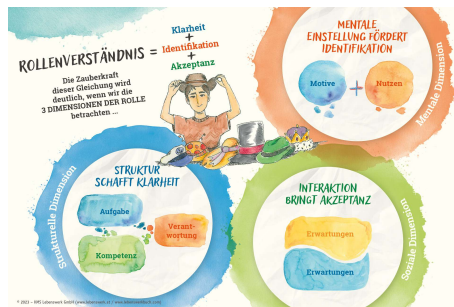 ROLLENVERSTÄNDNIS =
Klarheit
+
Identifikation
+
Akzeptanz
Die Zauberkraft
dieser Gleichung wird
deutlich, wenn wir die
3 DIMENSIONEN DER ROLLE
betrachten ...
MENTALE
EINSTELLUNG FÖRDERT
IDENTIFIKATION
Motive + Nutzen
Mentale Dimension
STRUKTUR
SCHAFFT KLARHEIT
Aufgabe
Verant-
wortung
Kompetenz
Strukturelle Dimension
INTERAKTION
BRINGT AKZEPTANZ
Erwartungen
Erwartungen
Soziale Dimension